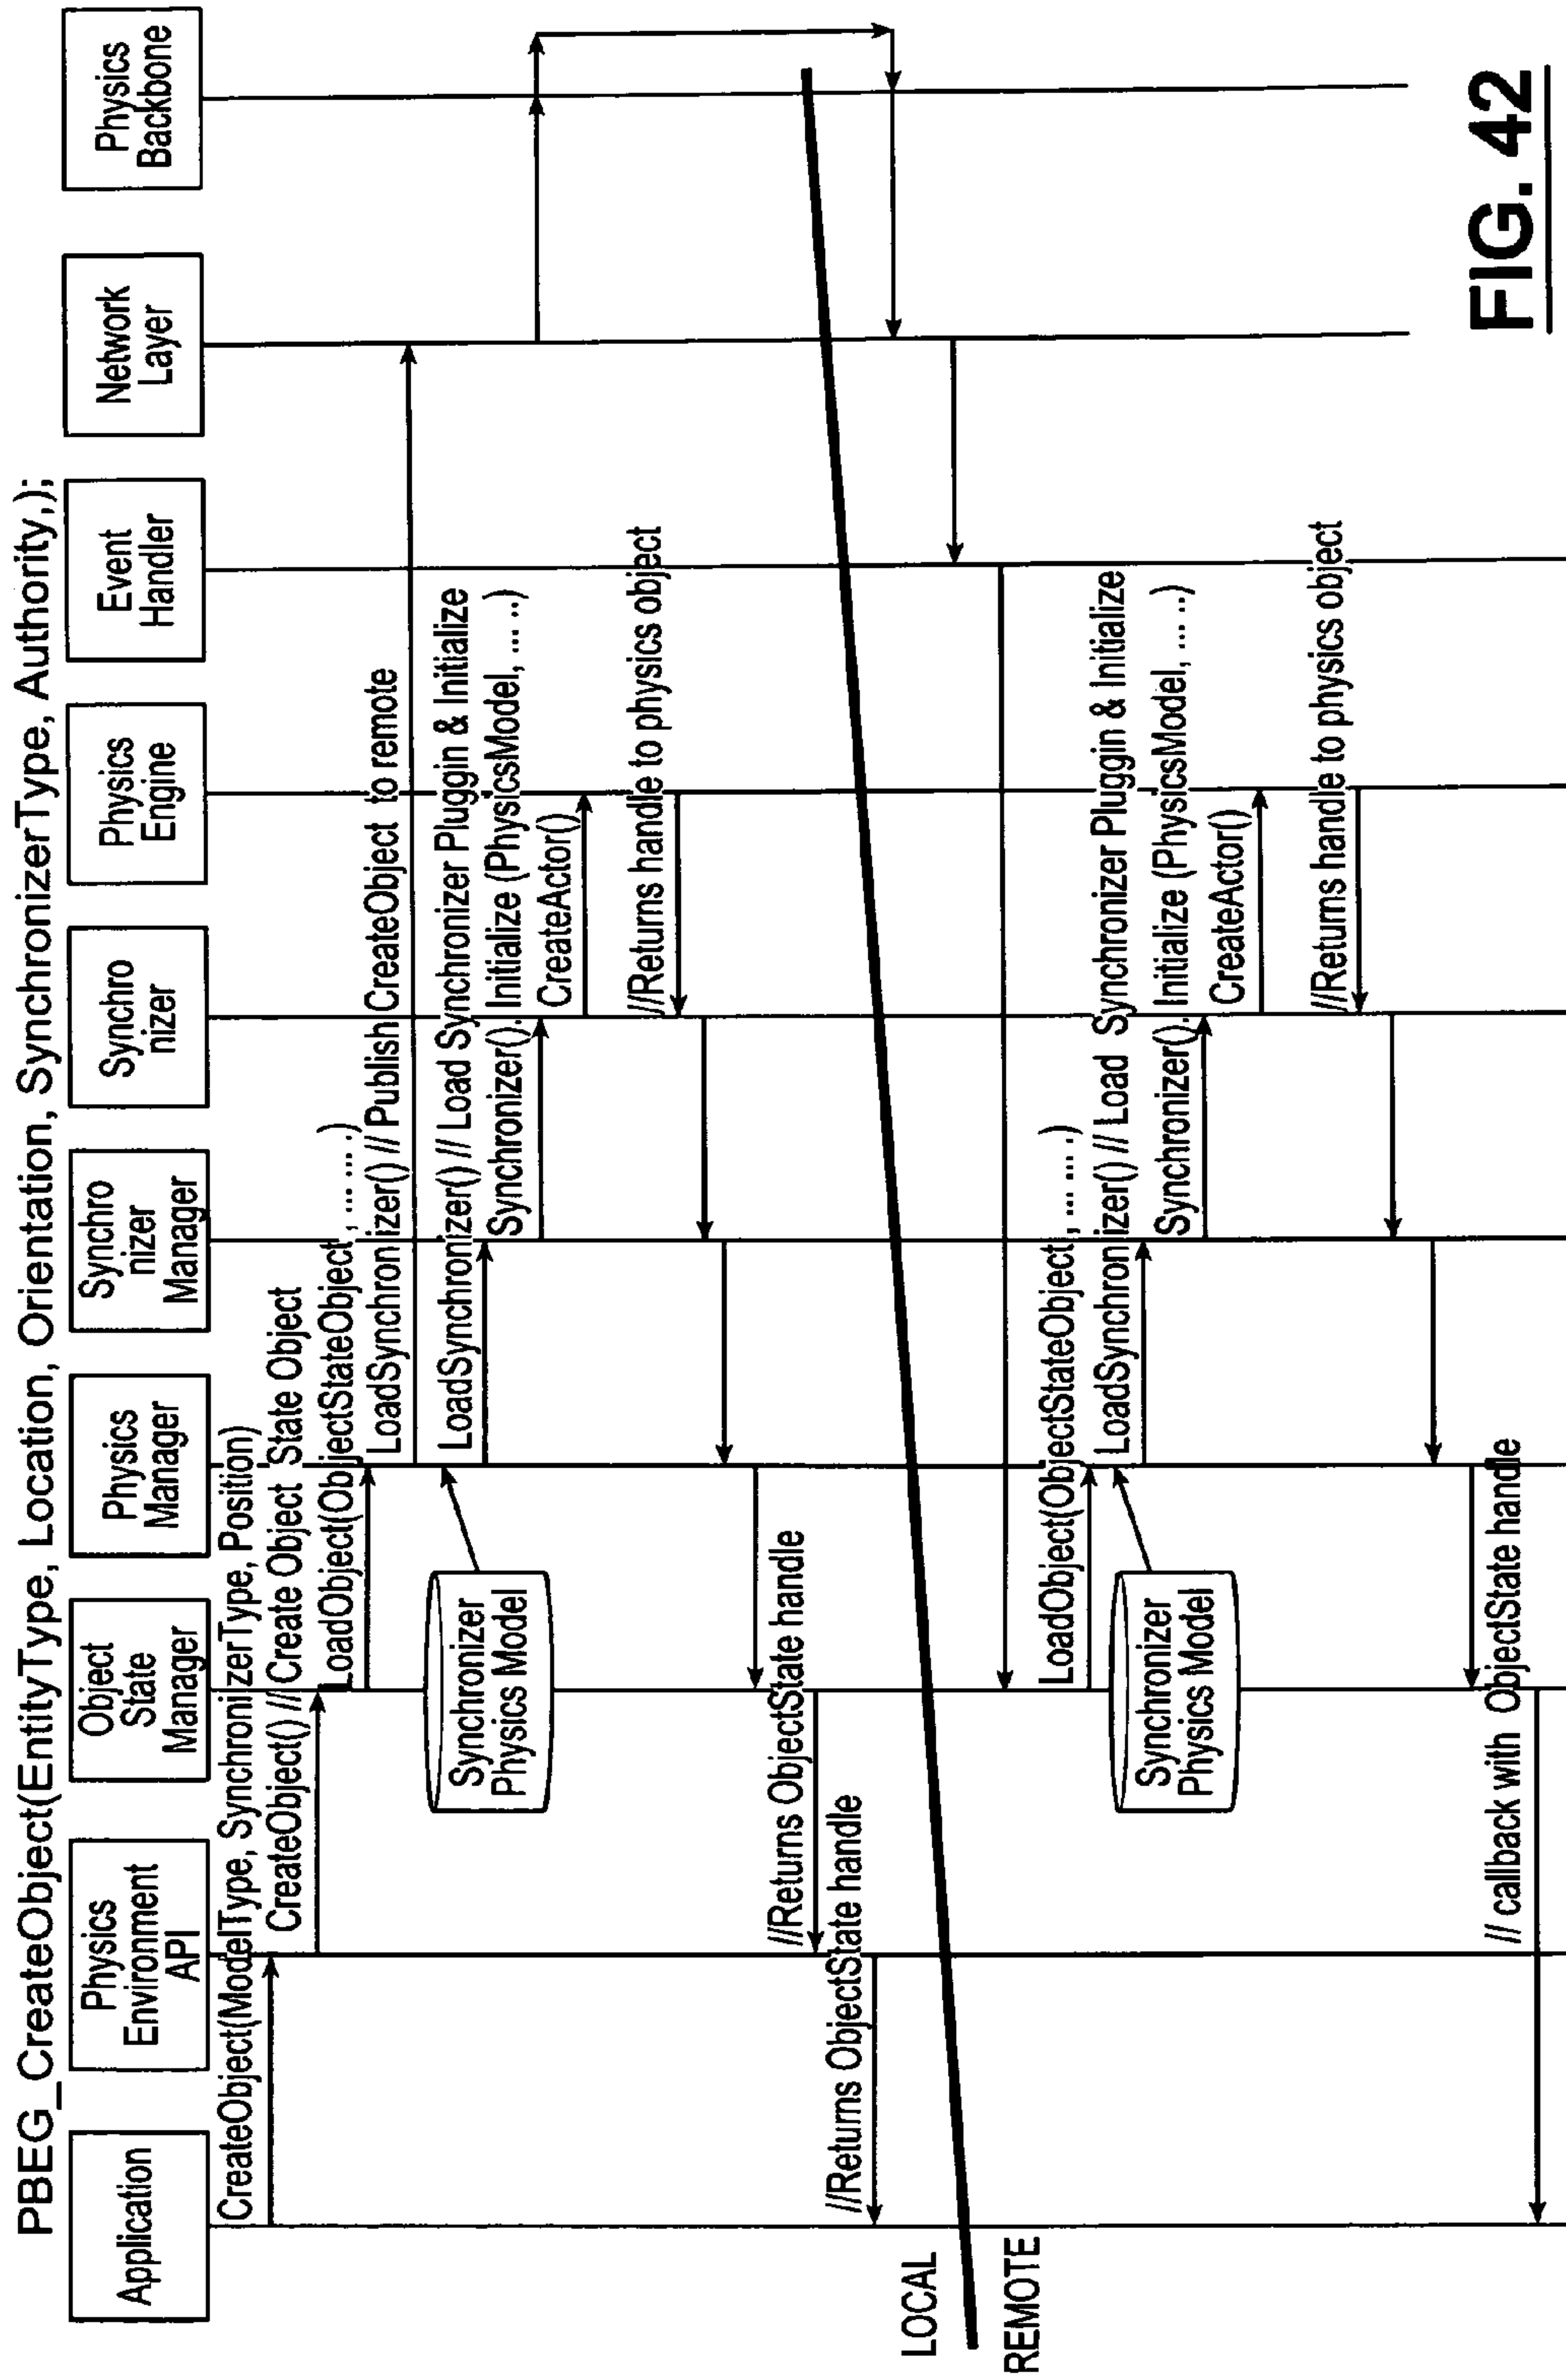 PBEG_CreateObject(EntityType, Location, Orientation, SynchronizerType, Authority,);
Application
Physics
Environment
API
Object
State
Manager
Physics
Manager
Synchro
nizer
Manager
Synchro
nizer
Physics
Engine
Event
Handler
Network
Layer
Physics
Backbone
CreateObject(ModelType, SynchronizerType, Position)
CreateObject() // Create Object State Object
LoadObject(ObjectStateObject, ... ... .)
LoadSynchronizer() // Publish CreateObject to remote
LoadSynchronizer() // Load Synchronizer Pluggin & Initialize
Synchronizer(). Initialize (PhysicsModel, ... ..)
CreateActor()
Synchronizer
Physics Model
//Returns handle to physics object
//Returns ObjectState handle
//Returns ObjectState handle
LOCAL
REMOTE
LoadObject(ObjectStateObject, ... ... .)
LoadSynchronizer() // Load Synchronizer Pluggin & Initialize
Synchronizer(). Initialize (PhysicsModel, ... ..)
CreateActor()
Synchronizer
Physics Model
//Returns handle to physics object
// callback with ObjectState handle
FIG. 42